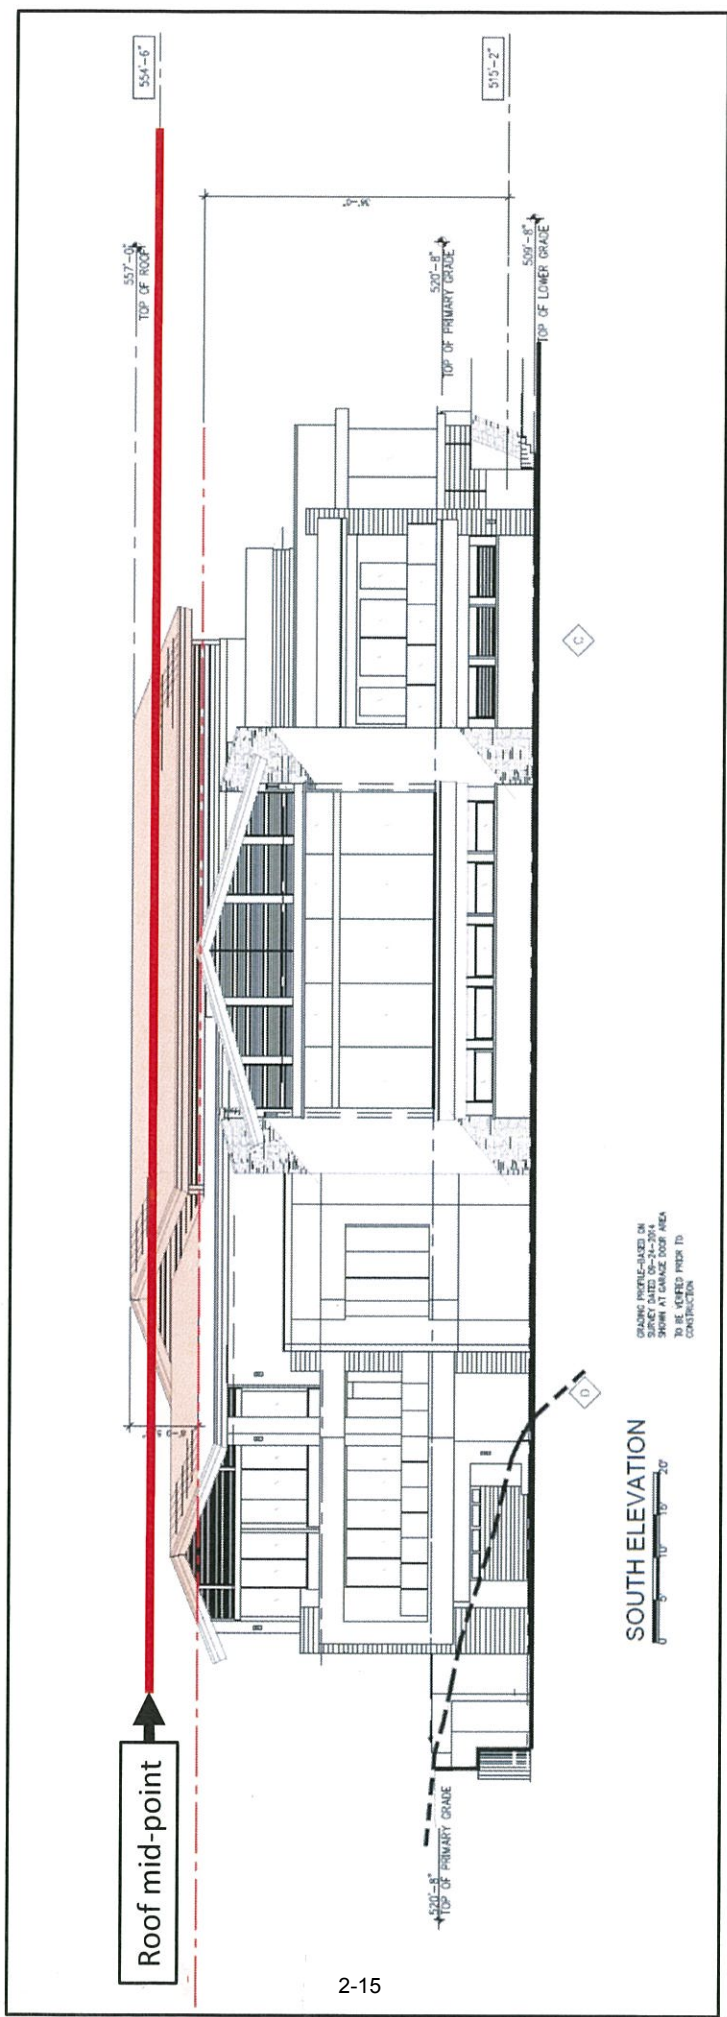 Roof mid-point
557'-0"
TOP OF ROOF
554'-6"
515'-2"
520'-8"
TOP OF PRIMARY GRADE
509'-8"
TOP OF LOWER GRADE
520'-8"
TOP OF PRIMARY GRADE
C
D
SOUTH ELEVATION
0 5' 10' 15' 20'
GRADING PROFILE-BASED ON
SURVEY DATED 09-24-2014
SHOWN AT GARAGE DOOR AREA
TO BE VERIFIED PRIOR TO
CONSTRUCTION
2-15